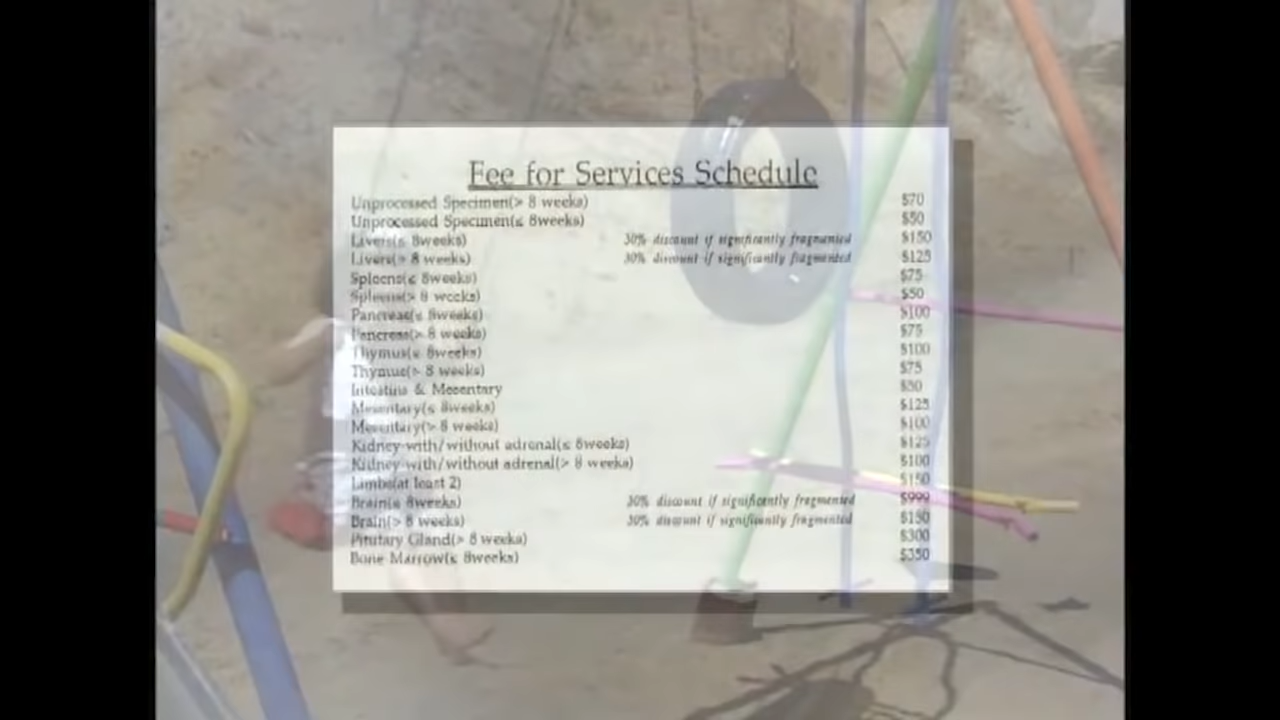 Fee for Services Schedule
Unprocessed Specimen(> 8 weeks) $70
Unprocessed Specimen(≤ 8weeks) $50
Livers(≤ 8weeks) 30% discount if significantly fragmented $150
Livers(> 8 weeks) 30% discount if significantly fragmented $125
Spleens(≤ 8weeks) $75
Spleens(> 8 weeks) $50
Pancreas(≤ 8weeks) $100
Pancreas(> 8 weeks) $75
Thymus(≤ 8weeks) $100
Thymus(> 8 weeks) $75
Intestins & Mesentary $50
Mesentary(≤ 8weeks) $125
Mesentary(> 8 weeks) $100
Kidney-with/without adrenal(≤ 8weeks) $125
Kidney-with/without adrenal(> 8 weeks) $100
Limbs(at least 2) $150
Brain(≤ 8weeks) 30% discount if significantly fragmented $999
Brain(> 8 weeks) 30% discount if significantly fragmented $150
Pitutary Gland(> 8 weeks) $300
Bone Marrow(≤ 8weeks) $350